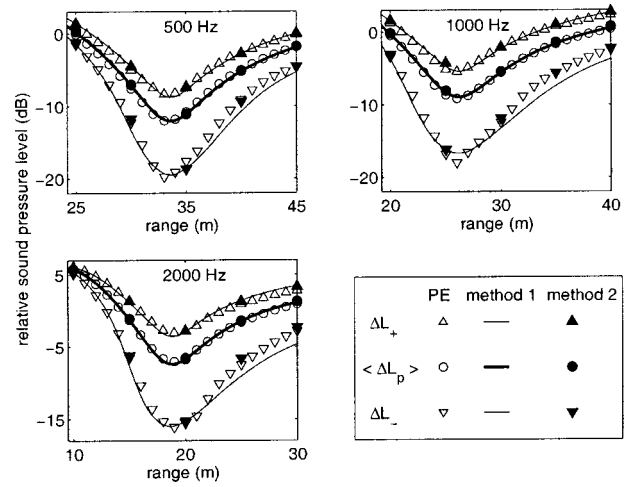 relative sound pressure level (dB)
500 Hz
0
-10
-20
25 35 45
range (m)
1000 Hz
0
-10
-20
20 30 40
range (m)
2000 Hz
5
-5
-15
10 20 30
range (m)
PE method 1 method 2
ΔL₊
< ΔLₚ >
ΔL₋